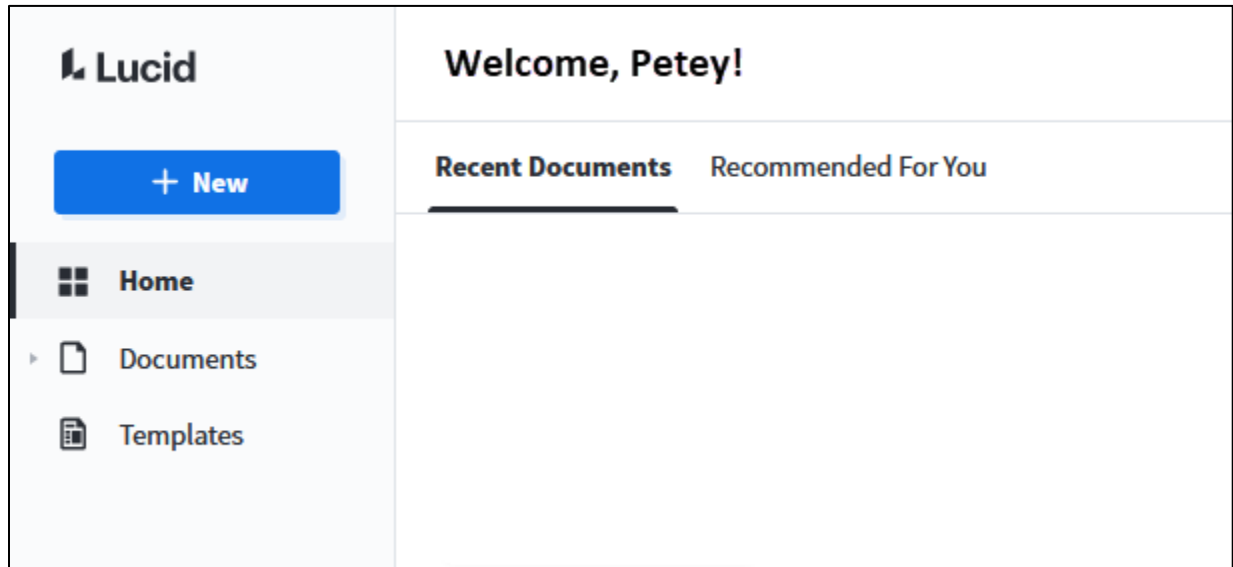 Lucid
Welcome, Petey!
+ New
Recent Documents Recommended For You
Home
Documents
Templates